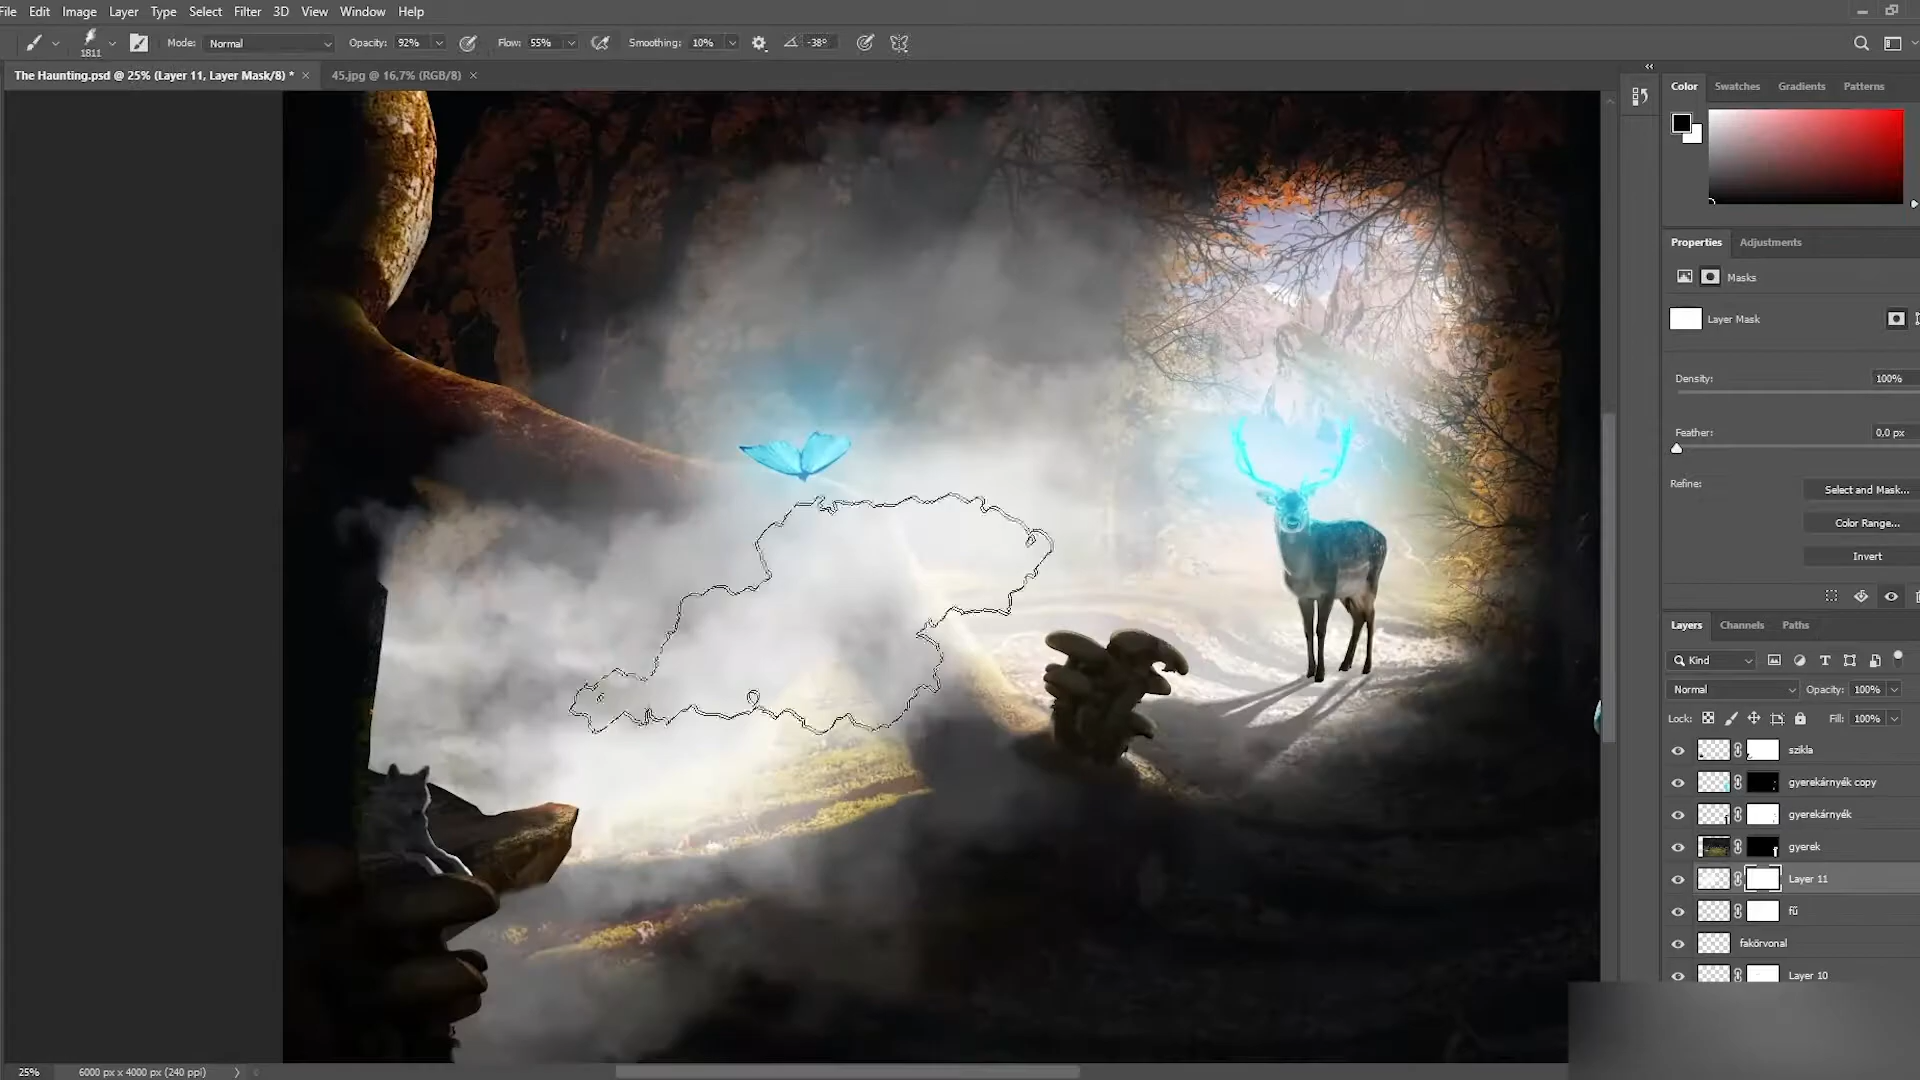 File Edit Image Layer Type Select Filter 3D View Window Help
1811 Mode: Normal Opacity: 92% Flow: 55% Smoothing: 10% -38°
The Haunting.psd @ 25% (Layer 11, Layer Mask/8) * × 45.jpg @ 16,7% (RGB/8) ×
Color Swatches Gradients Patterns
Properties Adjustments
Masks
Layer Mask
Density: 100%
Feather: 0,0 px
Refine: Select and Mask...
Color Range...
Invert
Layers Channels Paths
Kind
Normal Opacity: 100%
Lock: Fill: 100%
szikla
gyerekárnyék copy
gyerekárnyék
gyerek
Layer 11
fű
fakörvonal
Layer 10
25% 6000 px x 4000 px (240 ppi)